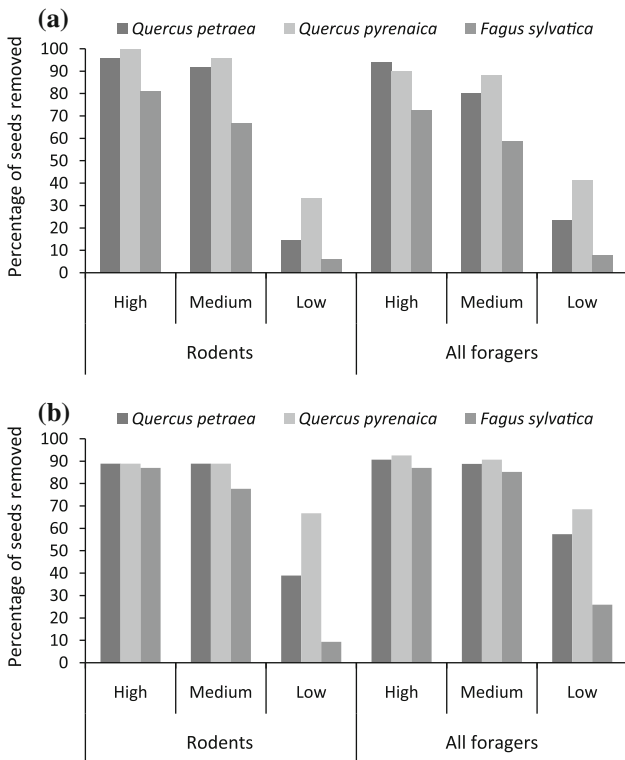 (a)
Quercus petraea Quercus pyrenaica Fagus sylvatica
Percentage of seeds removed
100
90
80
70
60
50
40
30
20
10
0
High Medium Low High Medium Low
Rodents All foragers
(b)
Quercus petraea Quercus pyrenaica Fagus sylvatica
Percentage of seeds removed
100
90
80
70
60
50
40
30
20
10
0
High Medium Low High Medium Low
Rodents All foragers